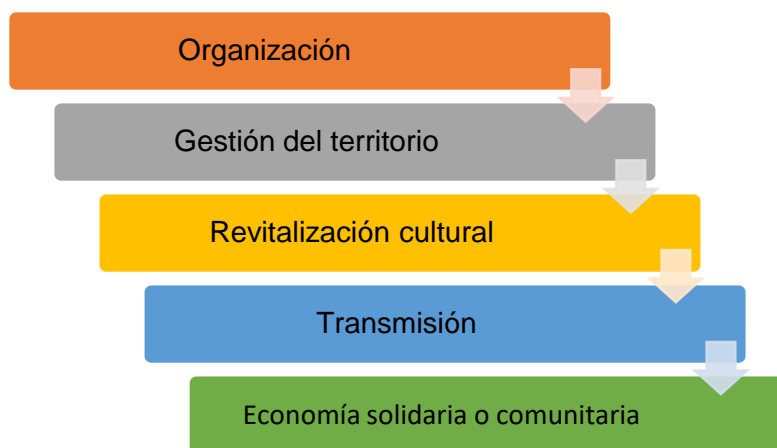 Organización
Gestión del territorio
Revitalización cultural
Transmisión
Economía solidaria o comunitaria